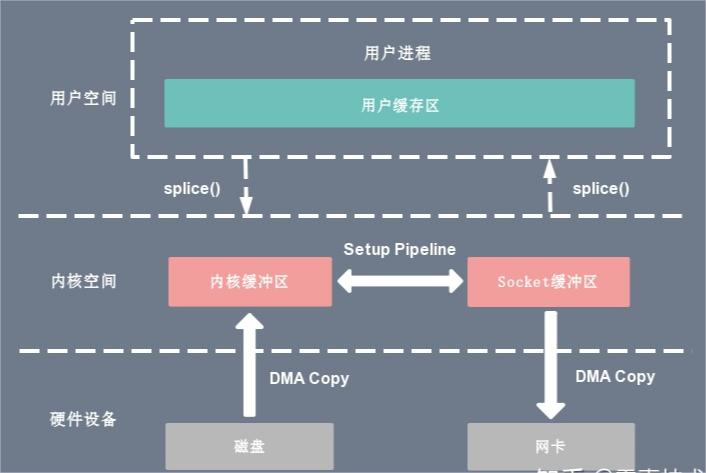 用户进程
用户空间
用户缓存区
splice()
splice()
Setup Pipeline
内核空间
内核缓冲区
Socket缓冲区
DMA Copy
DMA Copy
硬件设备
磁盘
网卡